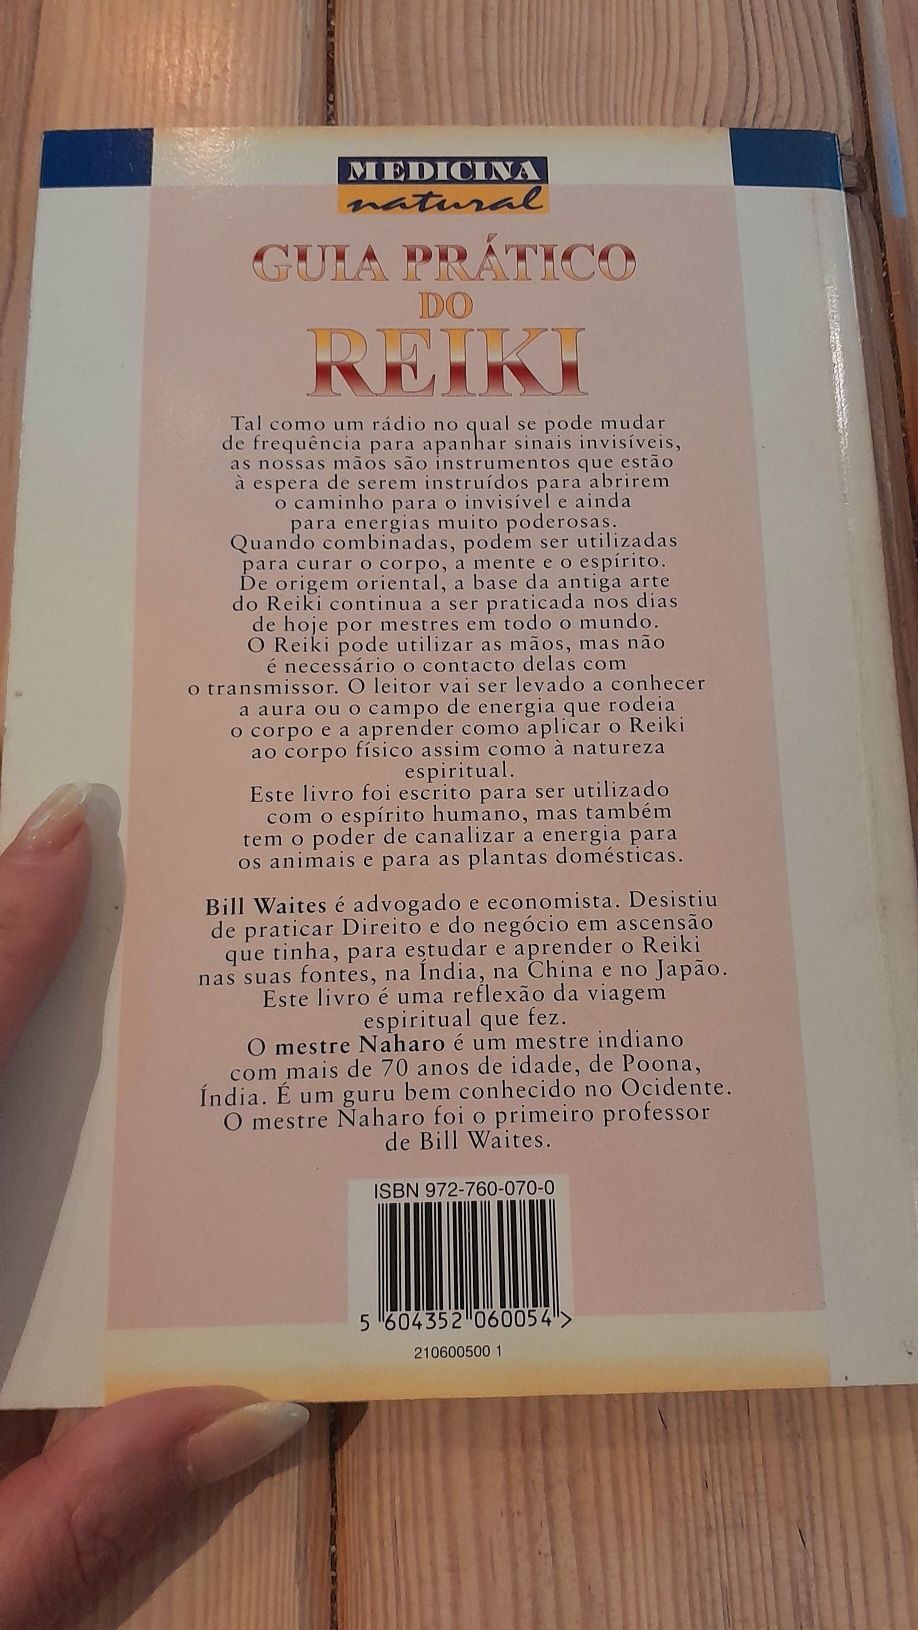 MEDICINA
natural
GUIA PRÁTICO
DO
REIKI
Tal como um rádio no qual se pode mudar
de frequência para apanhar sinais invisíveis,
as nossas mãos são instrumentos que estão
à espera de serem instruídos para abrirem
o caminho para o invisível e ainda
para energias muito poderosas.
Quando combinadas, podem ser utilizadas
para curar o corpo, a mente e o espírito.
De origem oriental, a base da antiga arte
do Reiki continua a ser praticada nos dias
de hoje por mestres em todo o mundo.
O Reiki pode utilizar as mãos, mas não
é necessário o contacto delas com
o transmissor. O leitor vai ser levado a conhecer
a aura ou o campo de energia que rodeia
o corpo e a aprender como aplicar o Reiki
ao corpo físico assim como à natureza
espiritual.
Este livro foi escrito para ser utilizado
com o espírito humano, mas também
tem o poder de canalizar a energia para
os animais e para as plantas domésticas.
Bill Waites é advogado e economista. Desistiu
de praticar Direito e do negócio em ascensão
que tinha, para estudar e aprender o Reiki
nas suas fontes, na Índia, na China e no Japão.
Este livro é uma reflexão da viagem
espiritual que fez.
O mestre Naharo é um mestre indiano
com mais de 70 anos de idade, de Poona,
Índia. É um guru bem conhecido no Ocidente.
O mestre Naharo foi o primeiro professor
de Bill Waites.
ISBN 972-760-070-0
5 604352 060054 >
210600500 1